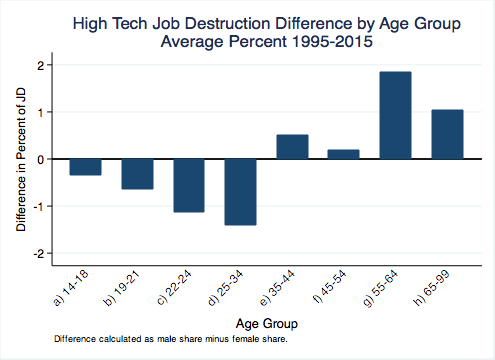 High Tech Job Destruction Difference by Age Group
Average Percent 1995-2015
Difference in Percent of JD
2
1
0
-1
-2
a) 14-18
b) 19-21
c) 22-24
d) 25-34
e) 35-44
f) 45-54
g) 55-64
h) 65-99
Age Group
Difference calculated as male share minus female share.